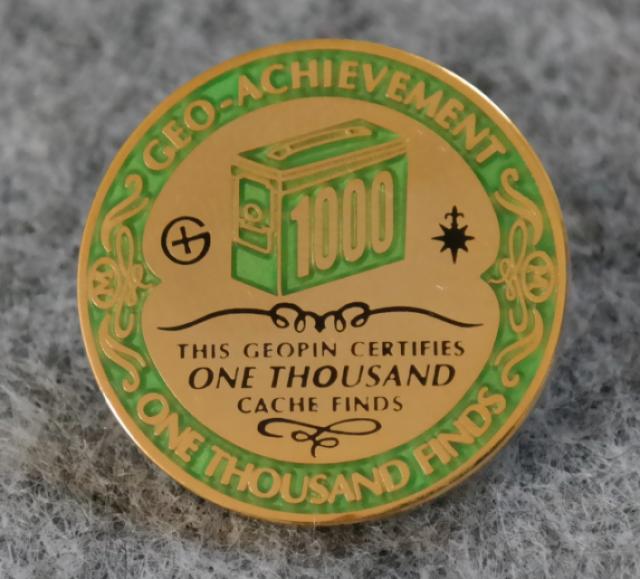 GEO-ACHIEVEMENT
1000
THIS GEOPIN CERTIFIES
ONE THOUSAND
CACHE FINDS
ONE THOUSAND FINDS